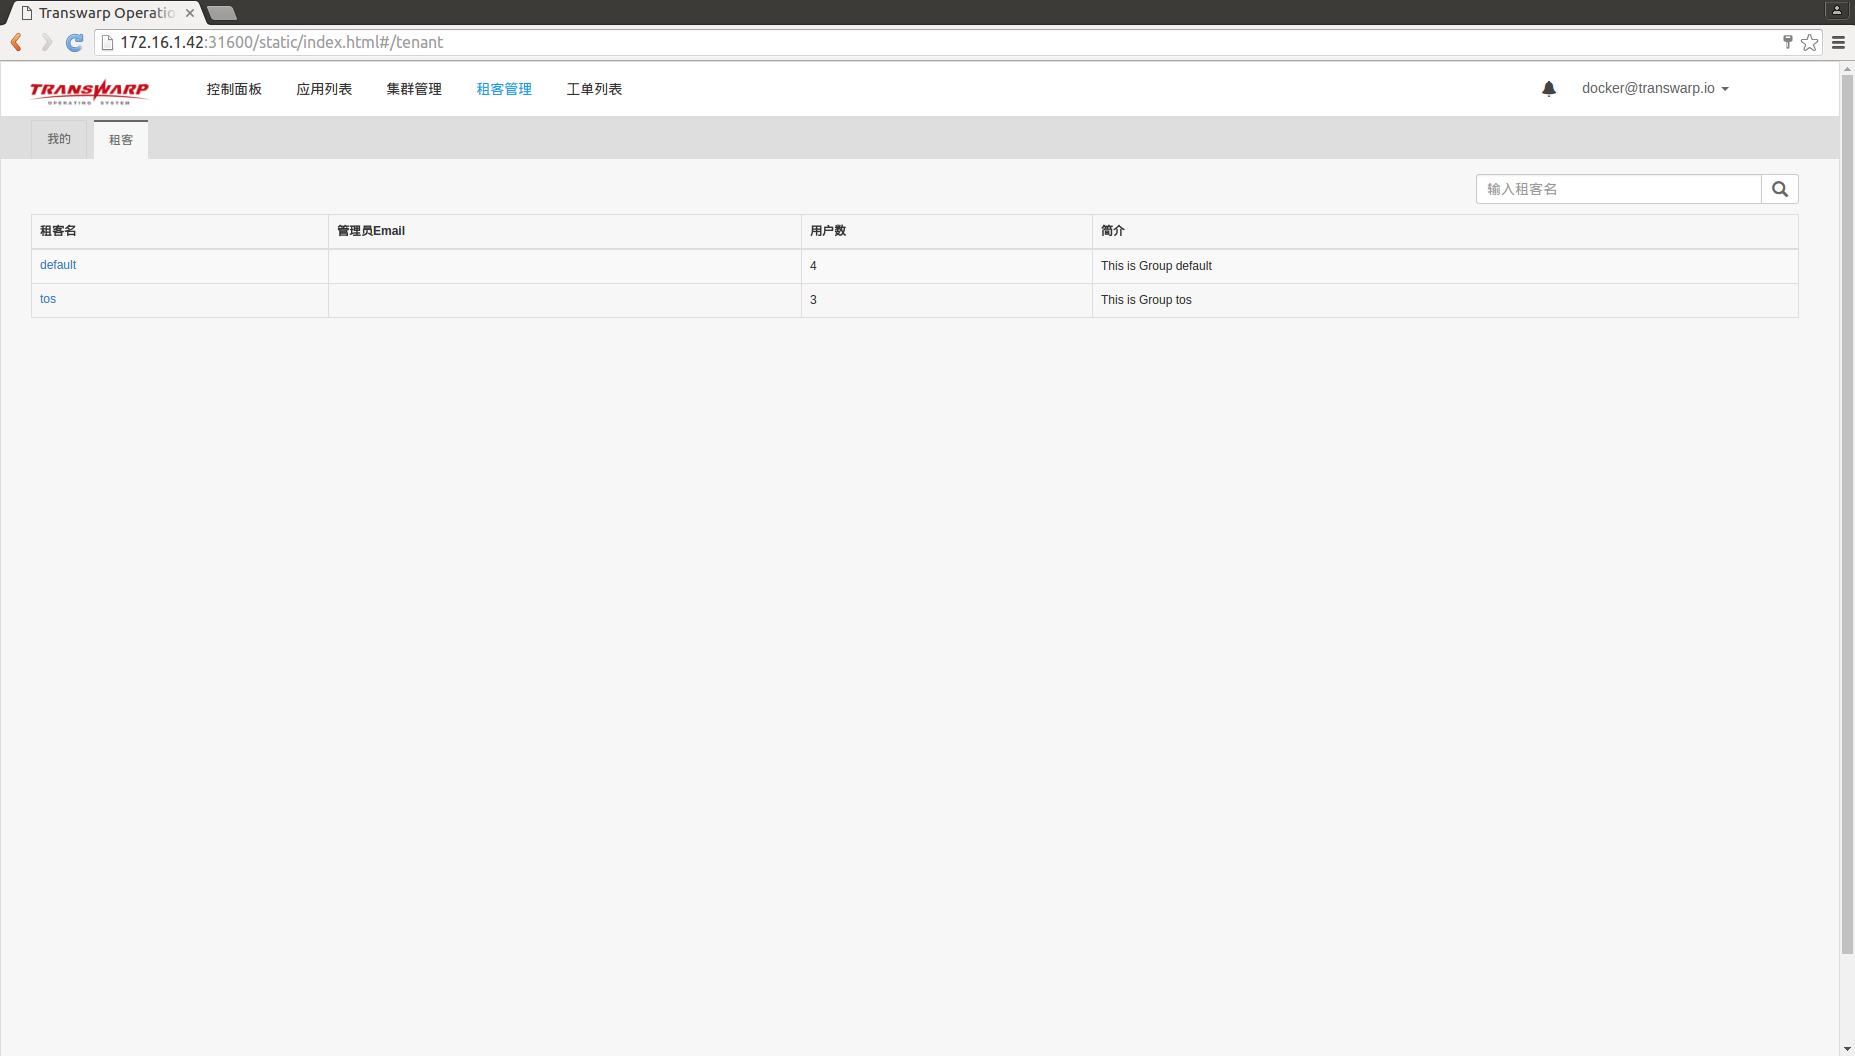 Transwarp Operatio
172.16.1.42:31600/static/index.html#/tenant
TRANSWARP
OPERATING SYSTEM
控制面板 应用列表 集群管理 租客管理 工单列表 docker@transwarp.io
我的 租客
输入租客名
租客名 管理员Email 用户数 简介
default 4 This is Group default
tos 3 This is Group tos